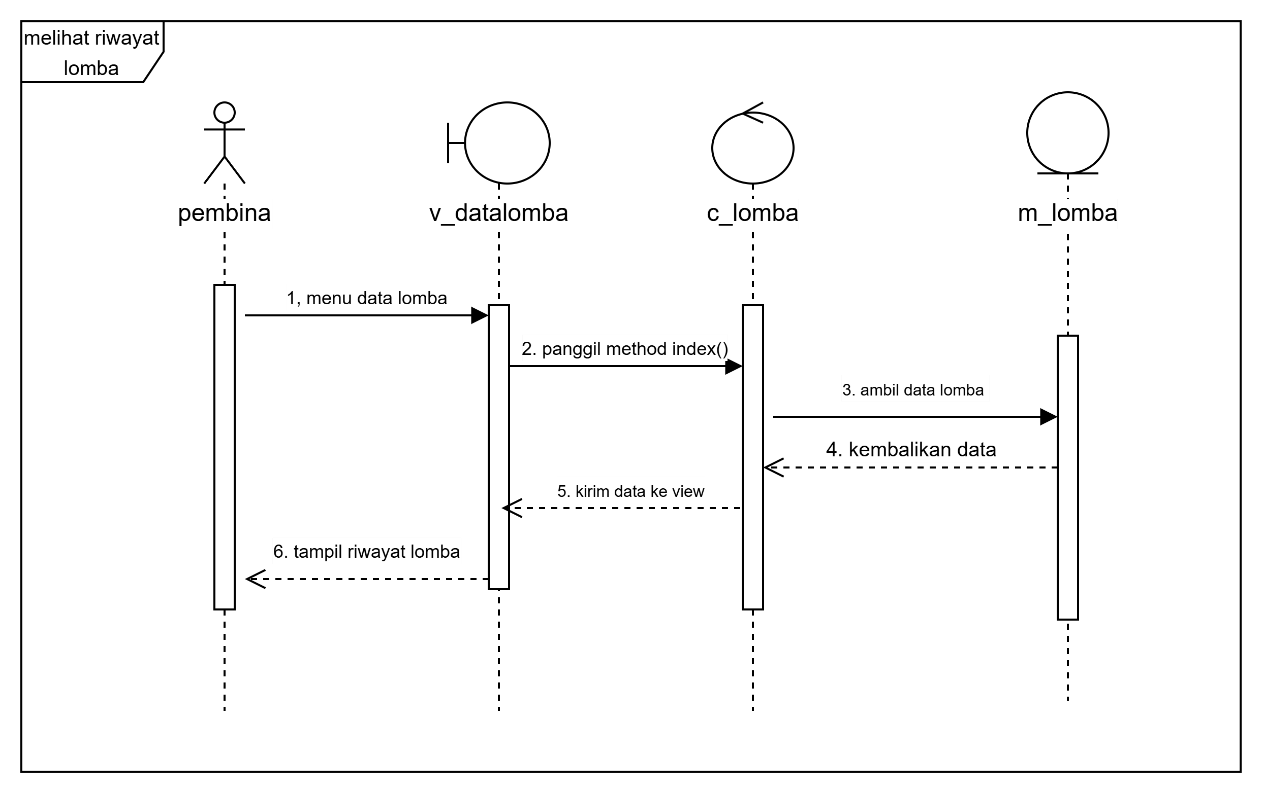 melihat riwayat
lomba
pembina
v_datalomba
c_lomba
m_lomba
1, menu data lomba
2. panggil method index()
3. ambil data lomba
4. kembalikan data
5. kirim data ke view
6. tampil riwayat lomba